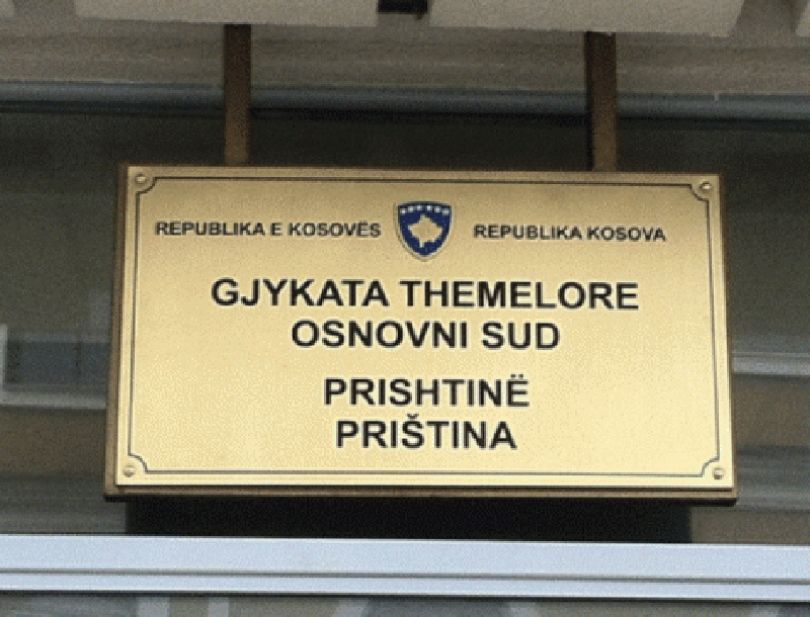 REPUBLIKA E KOSOVËS REPUBLIKA KOSOVA
GJYKATA THEMELORE
OSNOVNI SUD
PRISHTINË
PRIŠTINA